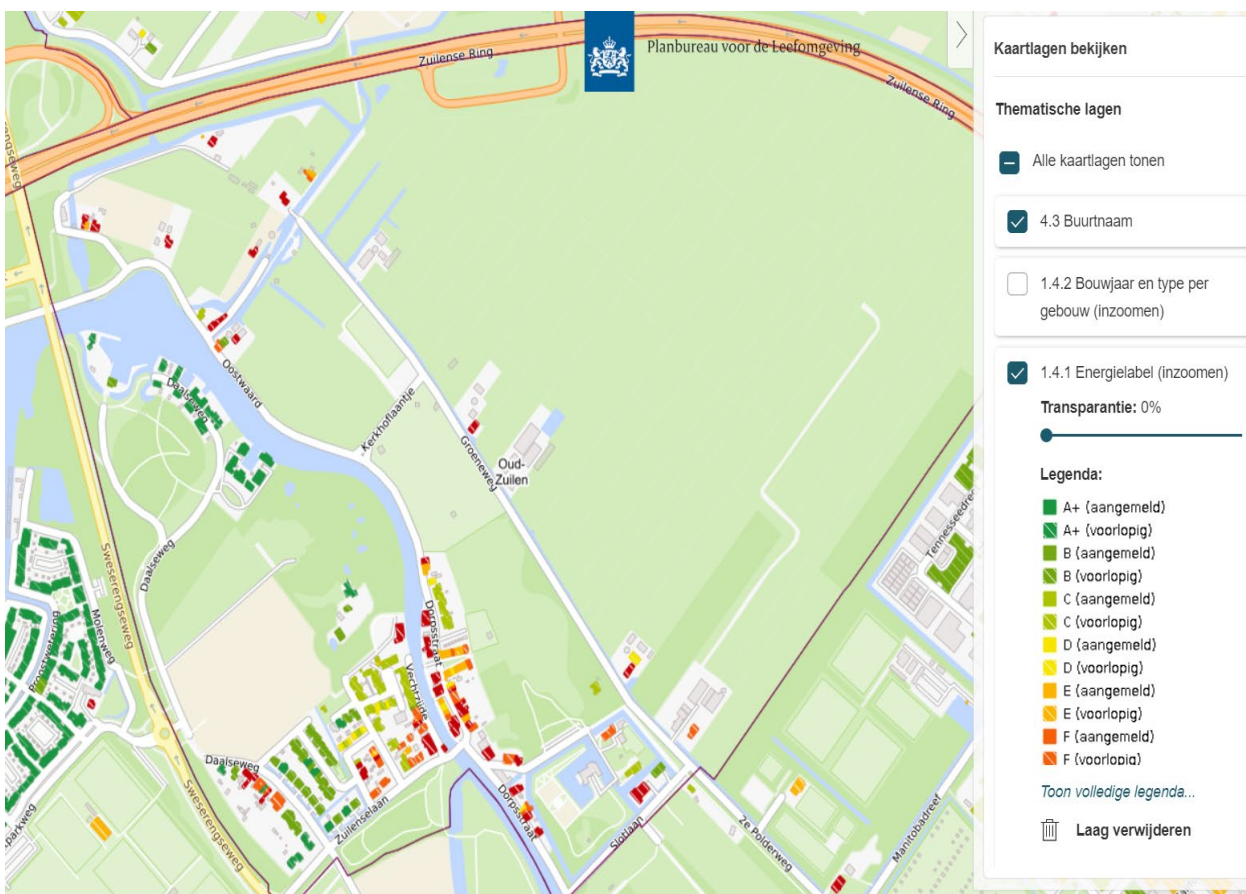 Planbureau voor de Leefomgeving
Zuilense Ring
Zuilense Ring
Sweserengseweg
Daalseweg
Oostwaard
Kerkhoflaantje
Groeneweg
Oud-
Zuilen
Daalseweg
Dorpsstraat
Vechtzijde
Proostwetering
Molenweg
Daalseweg
Sweserengseweg
Zuilenselaan
Dorpsstraat
Slotlaan
2e Polderweg
Manitobadreef
Kaartlagen bekijken
Thematische lagen
Alle kaartlagen tonen
4.3 Buurtnaam
1.4.2 Bouwjaar en type per
gebouw (inzoomen)
1.4.1 Energielabel (inzoomen)
Transparantie: 0%
Legenda:
A+ (aangemeld)
A+ (voorlopig)
B (aangemeld)
B (voorlopig)
C (aangemeld)
C (voorlopig)
D (aangemeld)
D (voorlopig)
E (aangemeld)
E (voorlopig)
F (aangemeld)
F (voorlopig)
Toon volledige legenda...
Laag verwijderen